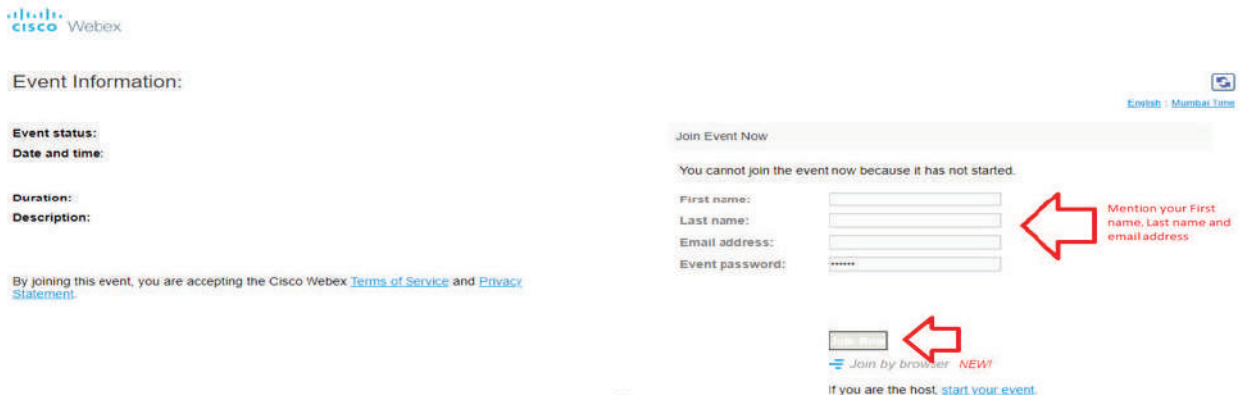 CISCO Webex
Event Information:
English : Mumbai Time
Event status:
Date and time:
Duration:
Description:
By joining this event, you are accepting the Cisco Webex Terms of Service and Privacy
Statement.
Join Event Now
You cannot join the event now because it has not started.
First name:
Last name:
Email address:
Event password: ••••••
Mention your First
name, Last name and
email address
Join Now
Join by browser NEW!
If you are the host, start your event.